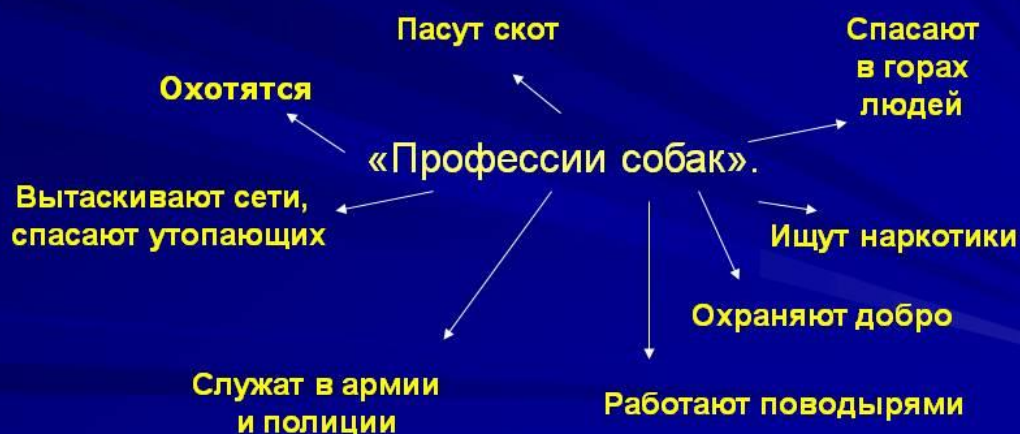 Пасут скот
Спасают
в горах
людей
Охотятся
«Профессии собак».
Вытаскивают сети,
спасают утопающих
Ищут наркотики
Охраняют добро
Служат в армии
и полиции
Работают поводырями